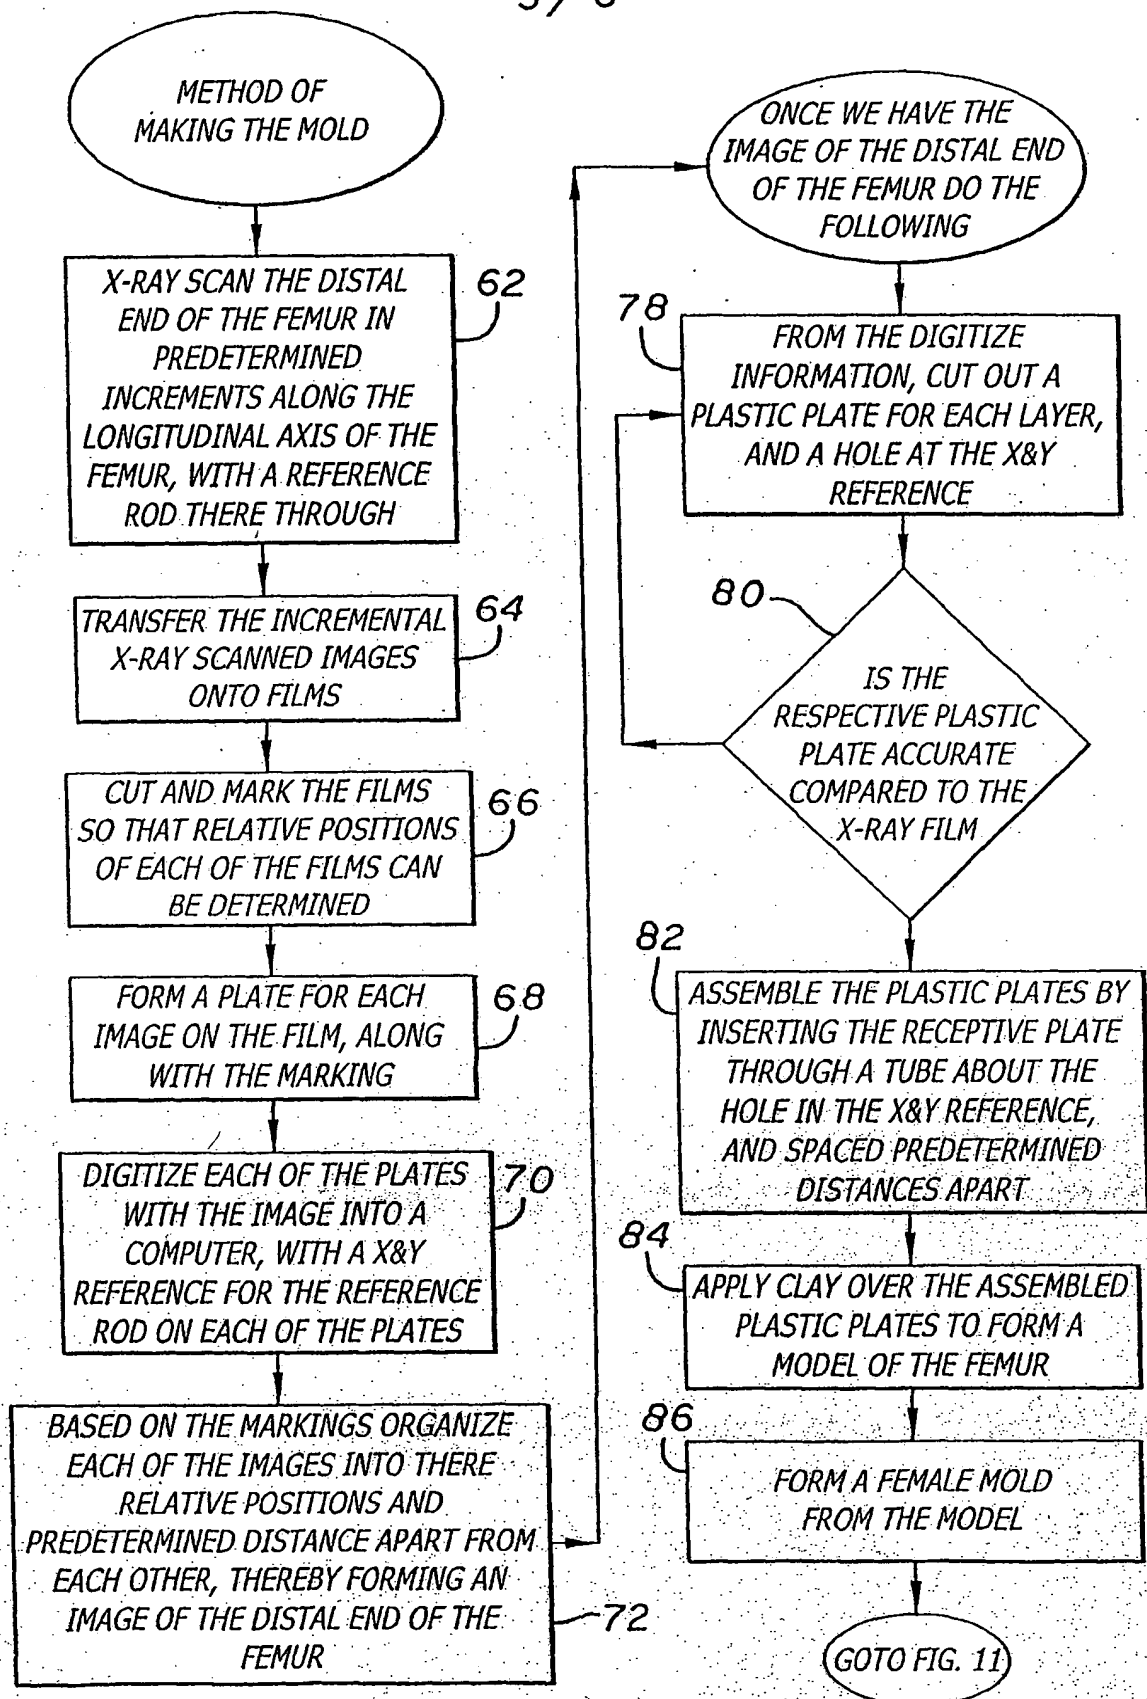 METHOD OF
MAKING THE MOLD
X-RAY SCAN THE DISTAL
END OF THE FEMUR IN
PREDETERMINED
INCREMENTS ALONG THE
LONGITUDINAL AXIS OF THE
FEMUR, WITH A REFERENCE
ROD THERE THROUGH
62
TRANSFER THE INCREMENTAL
X-RAY SCANNED IMAGES
ONTO FILMS
64
CUT AND MARK THE FILMS
SO THAT RELATIVE POSITIONS
OF EACH OF THE FILMS CAN
BE DETERMINED
66
FORM A PLATE FOR EACH
IMAGE ON THE FILM, ALONG
WITH THE MARKING
68
DIGITIZE EACH OF THE PLATES
WITH THE IMAGE INTO A
COMPUTER, WITH A X&Y
REFERENCE FOR THE REFERENCE
ROD ON EACH OF THE PLATES
70
BASED ON THE MARKINGS ORGANIZE
EACH OF THE IMAGES INTO THERE
RELATIVE POSITIONS AND
PREDETERMINED DISTANCE APART FROM
EACH OTHER, THEREBY FORMING AN
IMAGE OF THE DISTAL END OF THE
FEMUR
72
ONCE WE HAVE THE
IMAGE OF THE DISTAL END
OF THE FEMUR DO THE
FOLLOWING
78
FROM THE DIGITIZE
INFORMATION, CUT OUT A
PLASTIC PLATE FOR EACH LAYER,
AND A HOLE AT THE X&Y
REFERENCE
80
IS THE
RESPECTIVE PLASTIC
PLATE ACCURATE
COMPARED TO THE
X-RAY FILM
82
ASSEMBLE THE PLASTIC PLATES BY
INSERTING THE RECEPTIVE PLATE
THROUGH A TUBE ABOUT THE
HOLE IN THE X&Y REFERENCE,
AND SPACED PREDETERMINED
DISTANCES APART
84
APPLY CLAY OVER THE ASSEMBLED
PLASTIC PLATES TO FORM A
MODEL OF THE FEMUR
86
FORM A FEMALE MOLD
FROM THE MODEL
GOTO FIG. 11